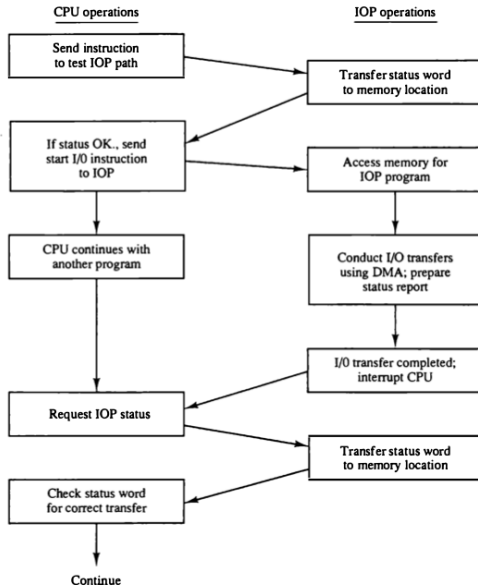 CPU operations
IOP operations
Send instruction
to test IOP path
Transfer status word
to memory location
If status OK., send
start I/0 instruction
to IOP
Access memory for
IOP program
CPU continues with
another program
Conduct I/O transfers
using DMA; prepare
status report
I/0 transfer completed;
interrupt CPU
Request IOP status
Transfer status word
to memory location
Check status word
for correct transfer
Continue